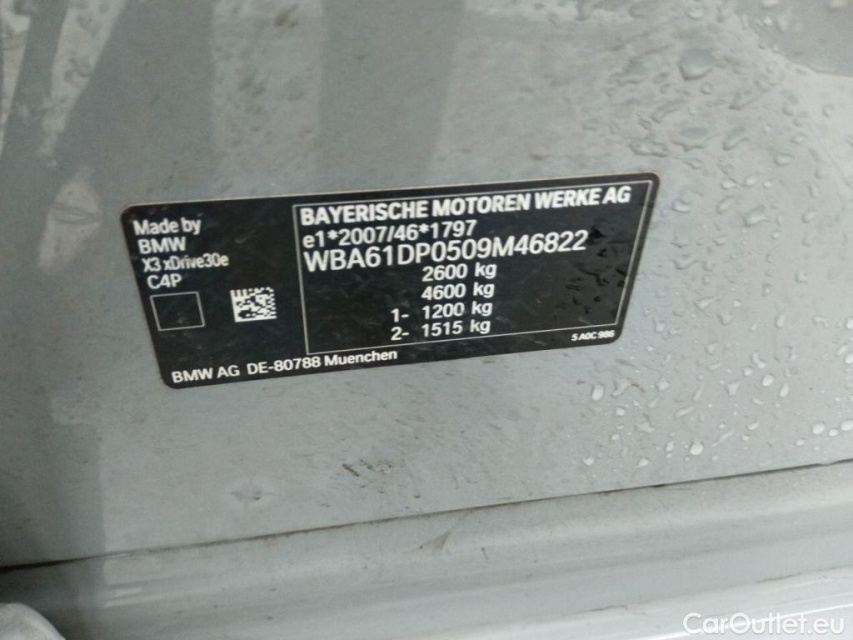 Made by
BMW
X3 xDrive30e
C4P
BAYERISCHE MOTOREN WERKE AG
e1*2007/46*1797
WBA61DP0509M46822
2600 kg
4600 kg
1- 1200 kg
2- 1515 kg
5 A0C 986
BMW AG DE-80788 Muenchen
CarOutlet.eu